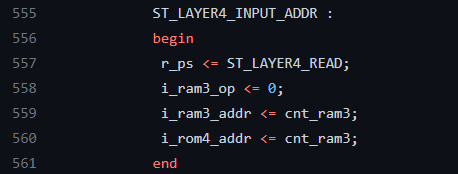 555 ST_LAYER4_INPUT_ADDR :
556 begin
557 r_ps <= ST_LAYER4_READ;
558 i_ram3_op <= 0;
559 i_ram3_addr <= cnt_ram3;
560 i_rom4_addr <= cnt_ram3;
561 end